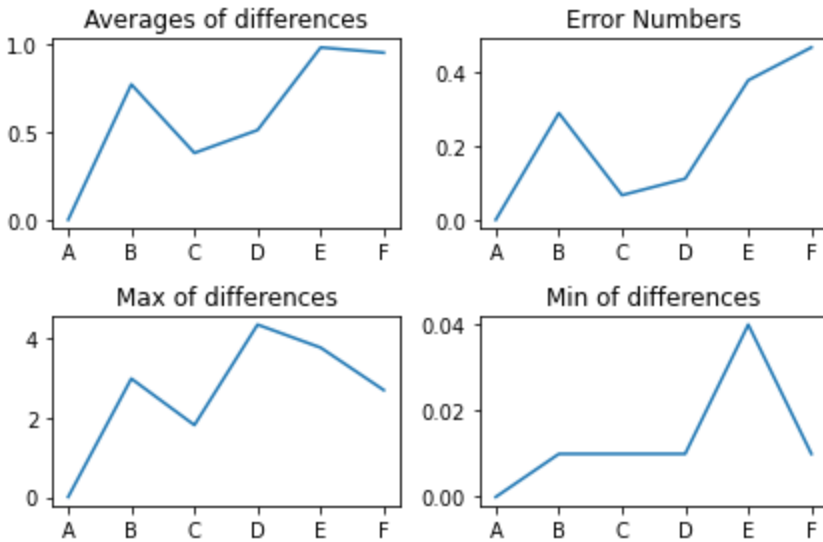 Averages of differences
1.0
0.5
0.0
A B C D E F
Error Numbers
0.4
0.2
0.0
A B C D E F
Max of differences
4
2
0
A B C D E F
Min of differences
0.04
0.02
0.00
A B C D E F